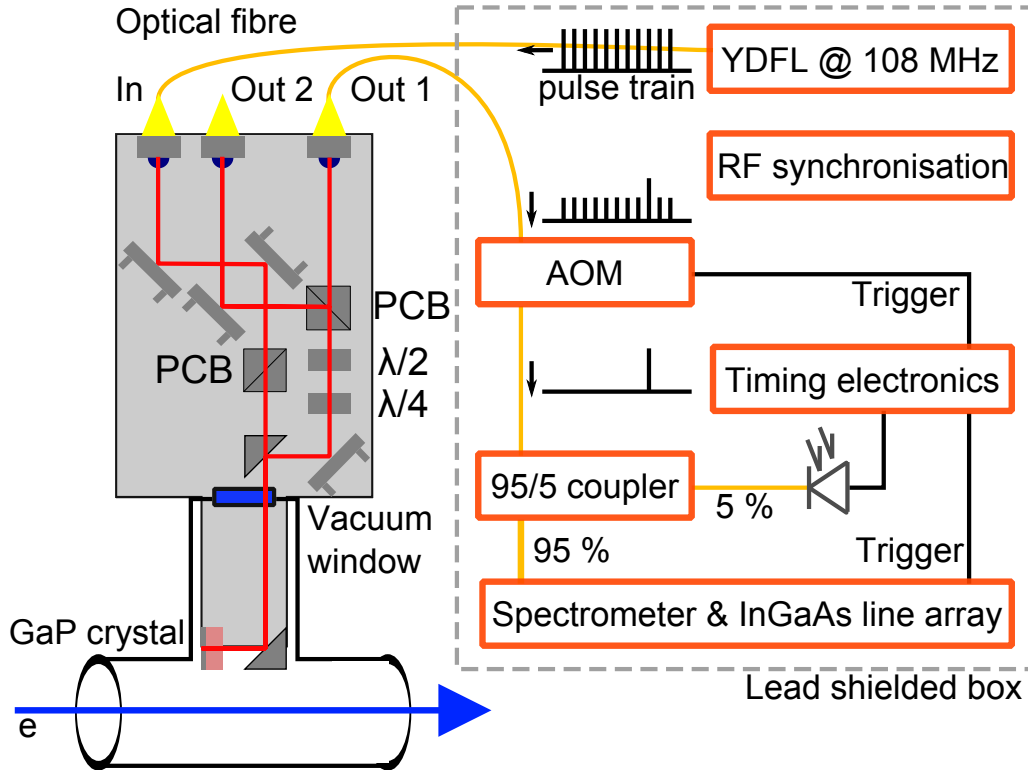 Optical fibre
In
Out 2
Out 1
pulse train
YDFL @ 108 MHz
RF synchronisation
AOM
Trigger
PCB
PCB
λ/2
λ/4
Timing electronics
95/5 coupler
5 %
95 %
Trigger
Vacuum
window
Spectrometer & InGaAs line array
GaP crystal
Lead shielded box
e